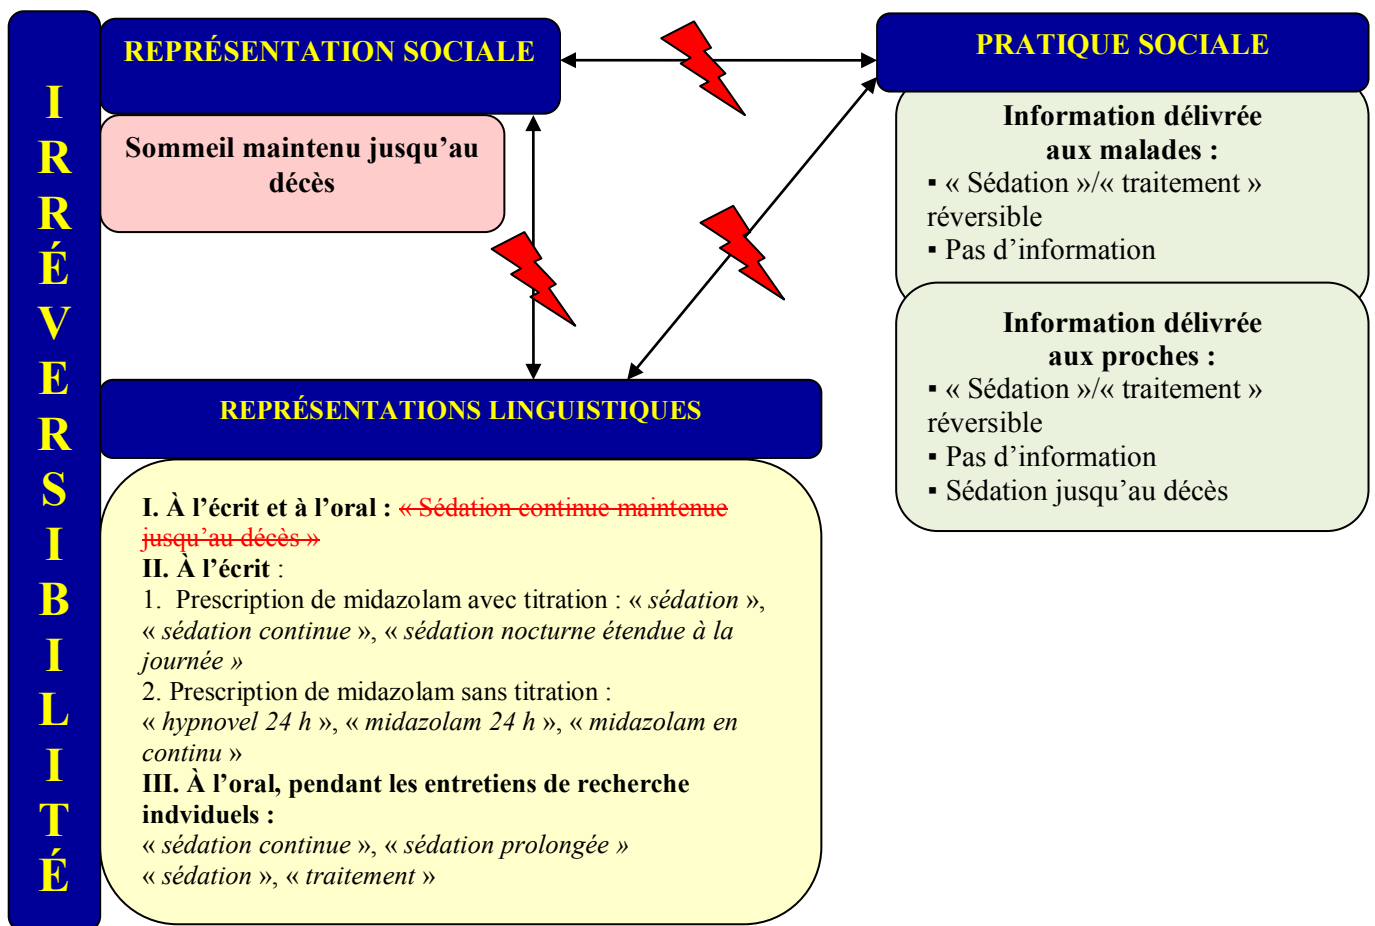 IRRÉVERSIBILITÉ
REPRÉSENTATION SOCIALE
Sommeil maintenu jusqu’au
décès
PRATIQUE SOCIALE
Information délivrée
aux malades :
▪ « Sédation »/« traitement »
réversible
▪ Pas d’information
Information délivrée
aux proches :
▪ « Sédation »/« traitement »
réversible
▪ Pas d’information
▪ Sédation jusqu’au décès
REPRÉSENTATIONS LINGUISTIQUES
I. À l’écrit et à l’oral : « Sédation continue maintenue
jusqu’au décès »
II. À l’écrit :
1. Prescription de midazolam avec titration : « sédation »,
« sédation continue », « sédation nocturne étendue à la
journée »
2. Prescription de midazolam sans titration :
« hypnovel 24 h », « midazolam 24 h », « midazolam en
continu »
III. À l’oral, pendant les entretiens de recherche
indviduels :
« sédation continue », « sédation prolongée »
« sédation », « traitement »